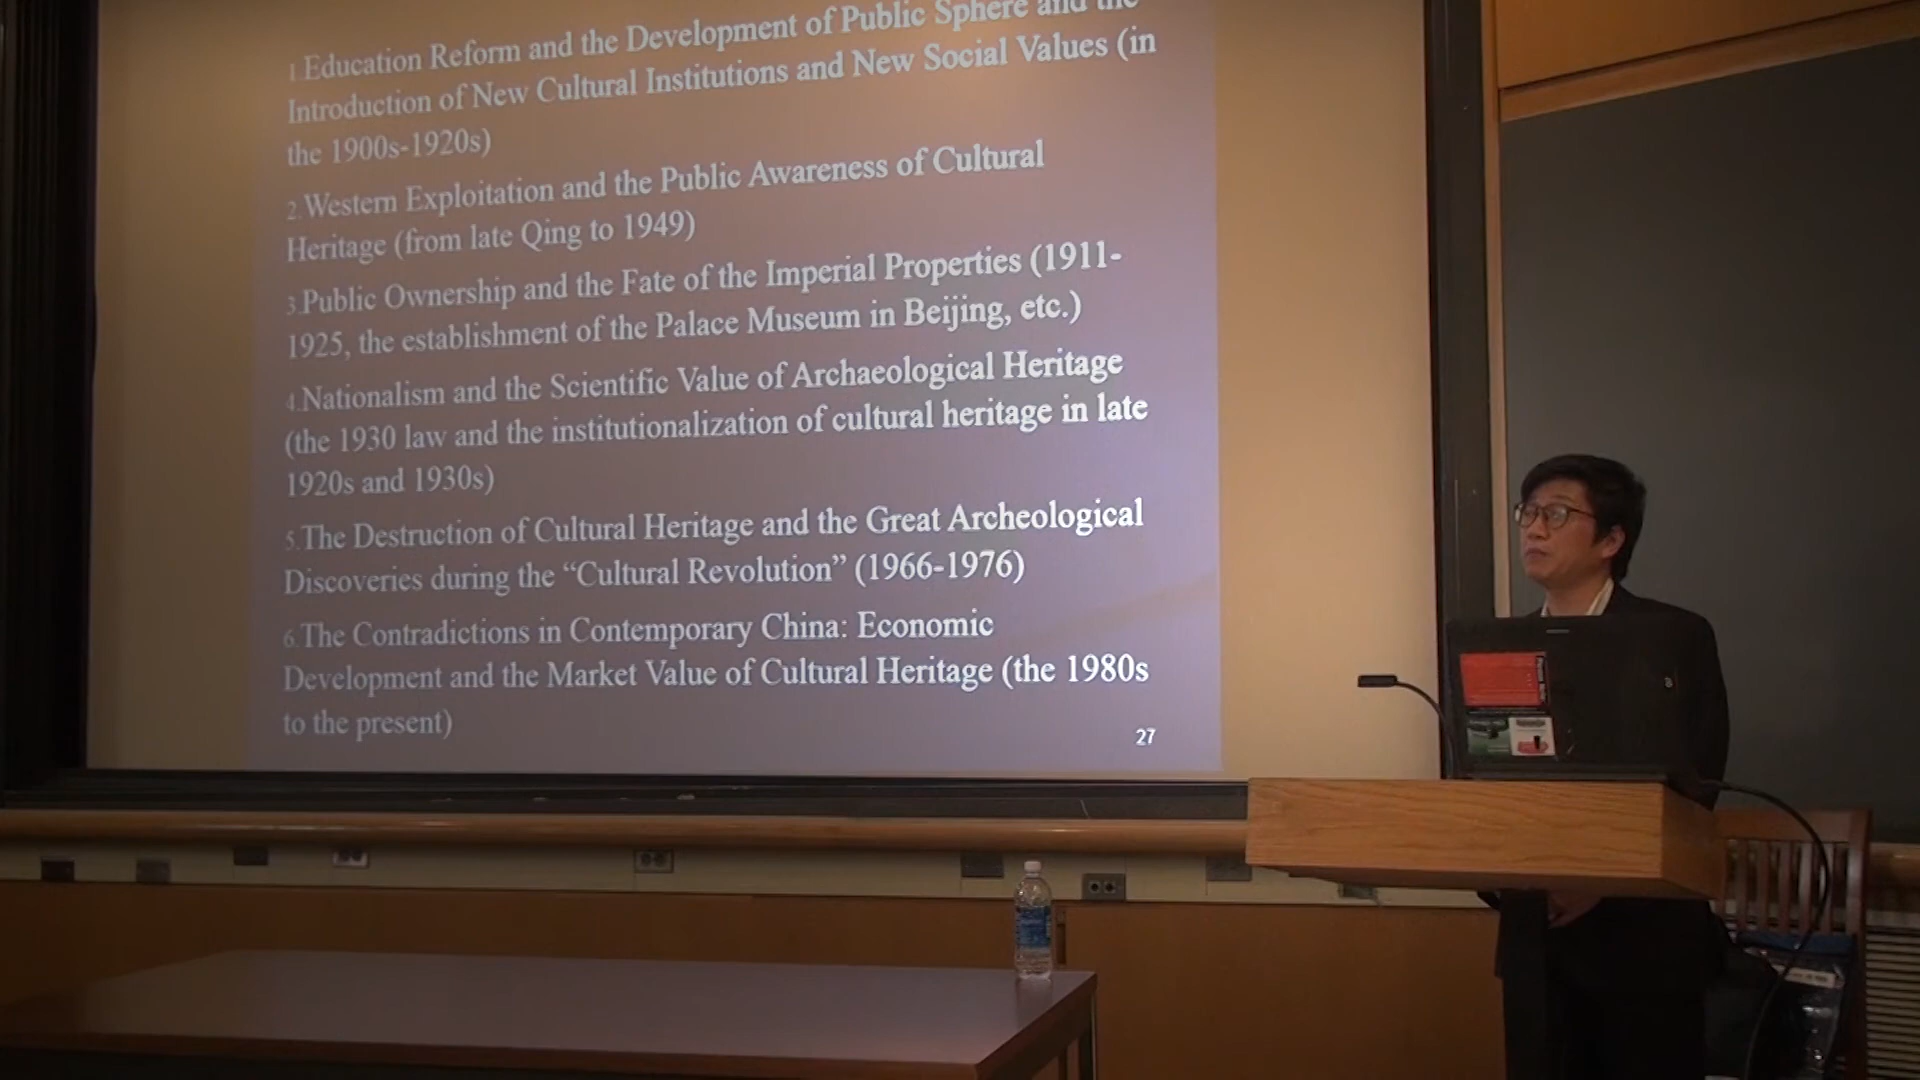 1.Education Reform and the Development of Public Sphere and the
Introduction of New Cultural Institutions and New Social Values (in
the 1900s-1920s)
2.Western Exploitation and the Public Awareness of Cultural
Heritage (from late Qing to 1949)
3.Public Ownership and the Fate of the Imperial Properties (1911-
1925, the establishment of the Palace Museum in Beijing, etc.)
4.Nationalism and the Scientific Value of Archaeological Heritage
(the 1930 law and the institutionalization of cultural heritage in late
1920s and 1930s)
5.The Destruction of Cultural Heritage and the Great Archeological
Discoveries during the “Cultural Revolution” (1966-1976)
6.The Contradictions in Contemporary China: Economic
Development and the Market Value of Cultural Heritage (the 1980s
to the present)
27